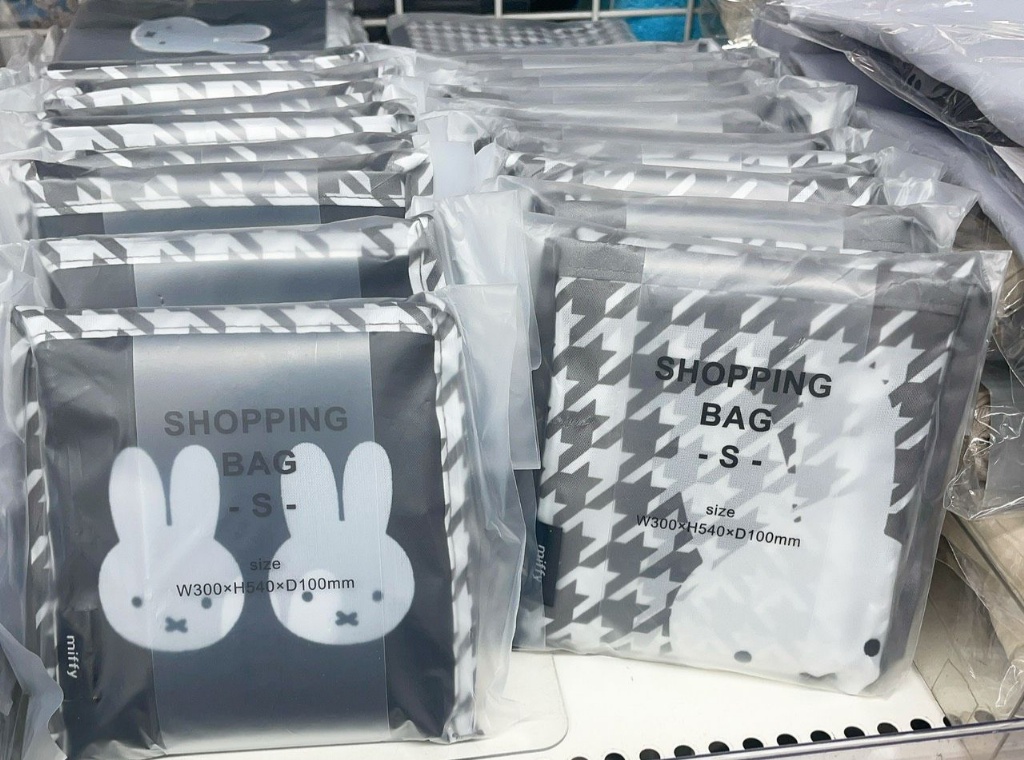 SHOPPING
BAG
- S -
size
W300×H540×D100mm
miffy
SHOPPING
BAG
- S -
size
W300×H540×D100mm
miffy